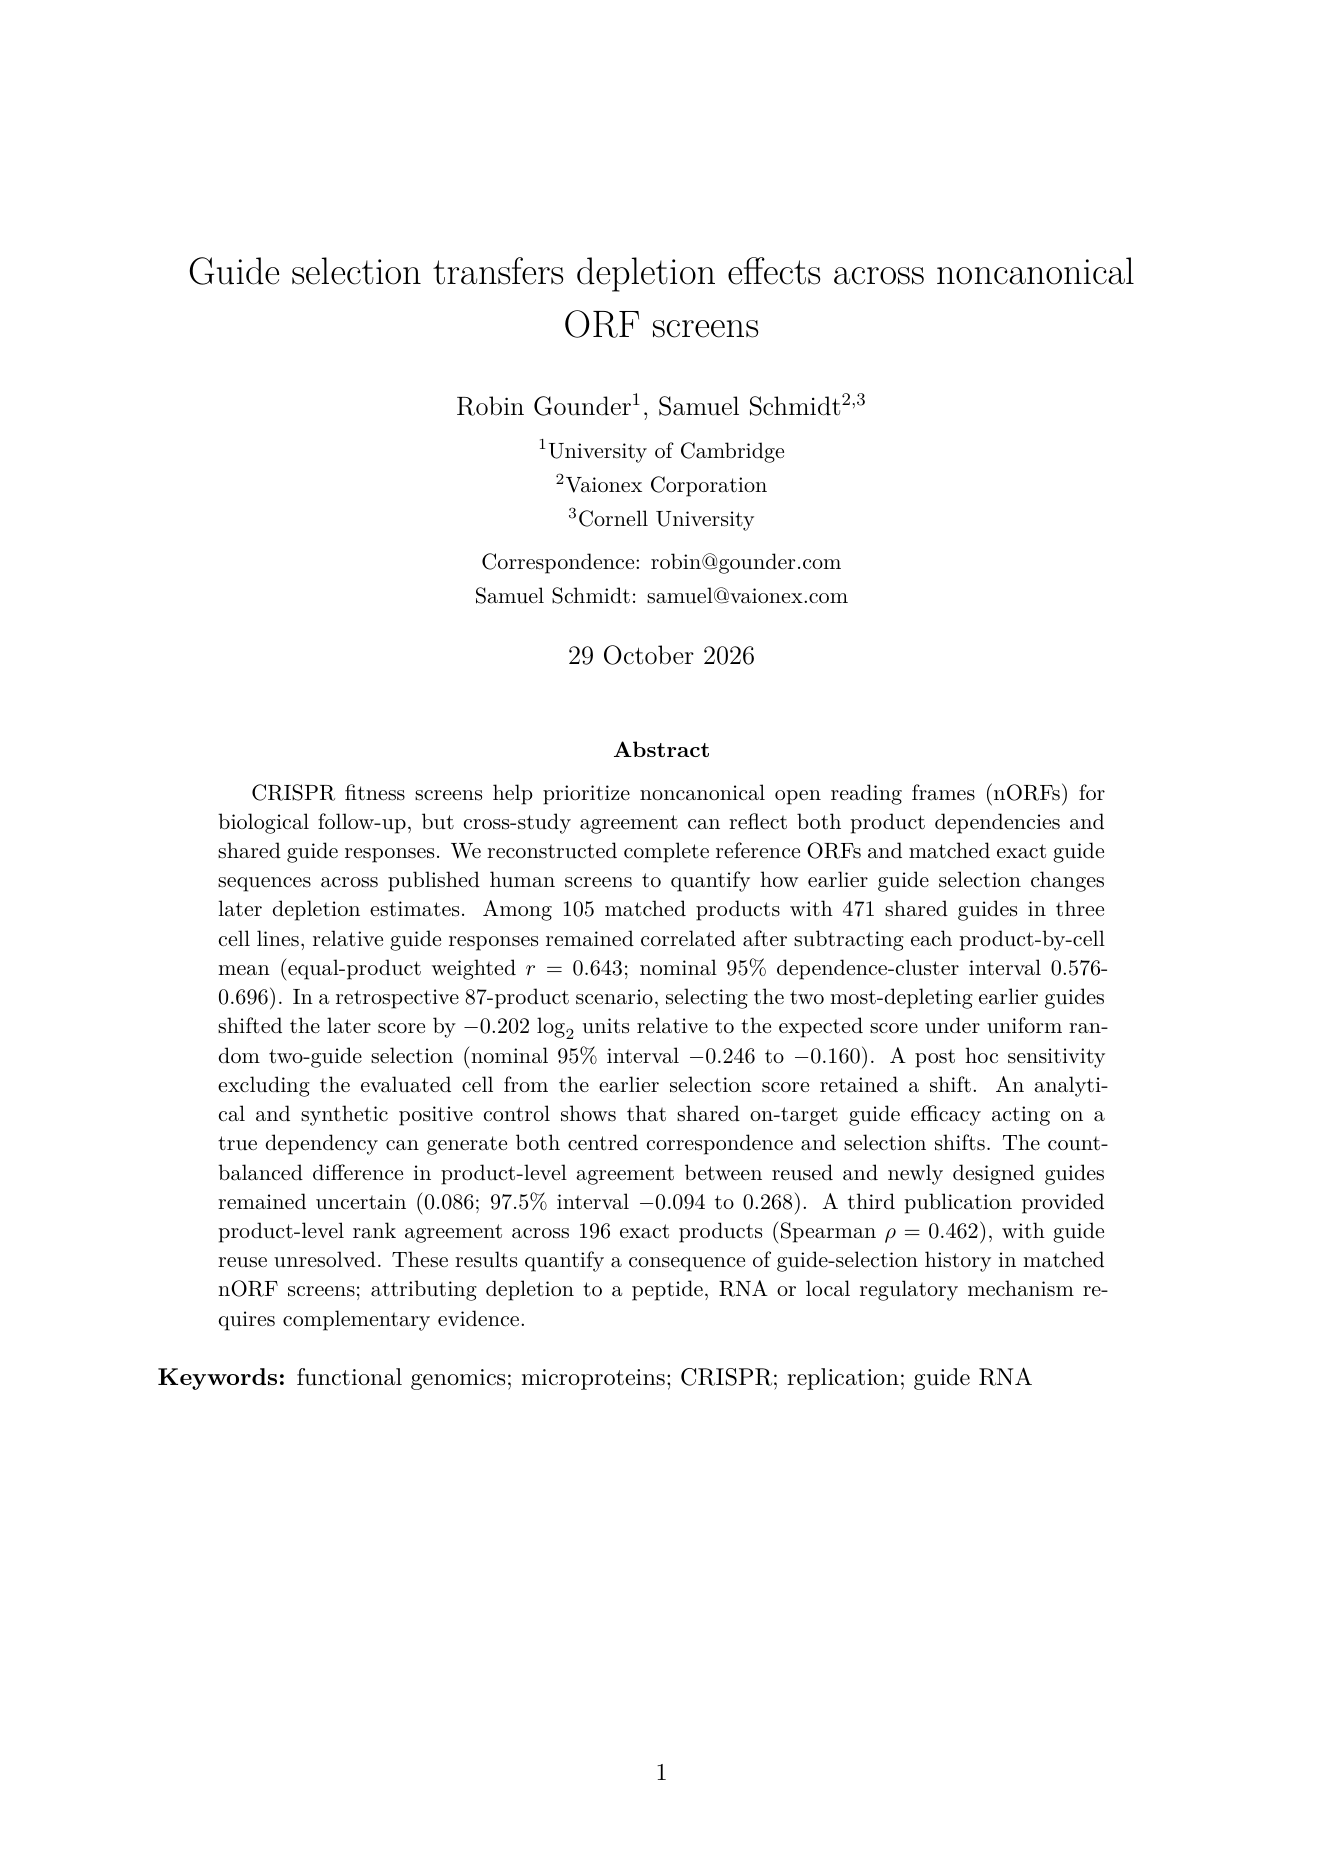 Guide selection transfers depletion effects across noncanonical
ORF screens
Robin Gounder¹, Samuel Schmidt²,³
¹University of Cambridge
²Vaionex Corporation
³Cornell University
Correspondence: robin@gounder.com
Samuel Schmidt: samuel@vaionex.com
29 October 2026
Abstract
CRISPR fitness screens help prioritize noncanonical open reading frames (nORFs) for
biological follow-up, but cross-study agreement can reflect both product dependencies and
shared guide responses. We reconstructed complete reference ORFs and matched exact guide
sequences across published human screens to quantify how earlier guide selection changes
later depletion estimates. Among 105 matched products with 471 shared guides in three
cell lines, relative guide responses remained correlated after subtracting each product-by-cell
mean (equal-product weighted r = 0.643; nominal 95% dependence-cluster interval 0.576-
0.696). In a retrospective 87-product scenario, selecting the two most-depleting earlier guides
shifted the later score by −0.202 log₂ units relative to the expected score under uniform ran-
dom two-guide selection (nominal 95% interval −0.246 to −0.160). A post hoc sensitivity
excluding the evaluated cell from the earlier selection score retained a shift. An analyti-
cal and synthetic positive control shows that shared on-target guide efficacy acting on a
true dependency can generate both centred correspondence and selection shifts. The count-
balanced difference in product-level agreement between reused and newly designed guides
remained uncertain (0.086; 97.5% interval −0.094 to 0.268). A third publication provided
product-level rank agreement across 196 exact products (Spearman ρ = 0.462), with guide
reuse unresolved. These results quantify a consequence of guide-selection history in matched
nORF screens; attributing depletion to a peptide, RNA or local regulatory mechanism re-
quires complementary evidence.
Keywords: functional genomics; microproteins; CRISPR; replication; guide RNA
1